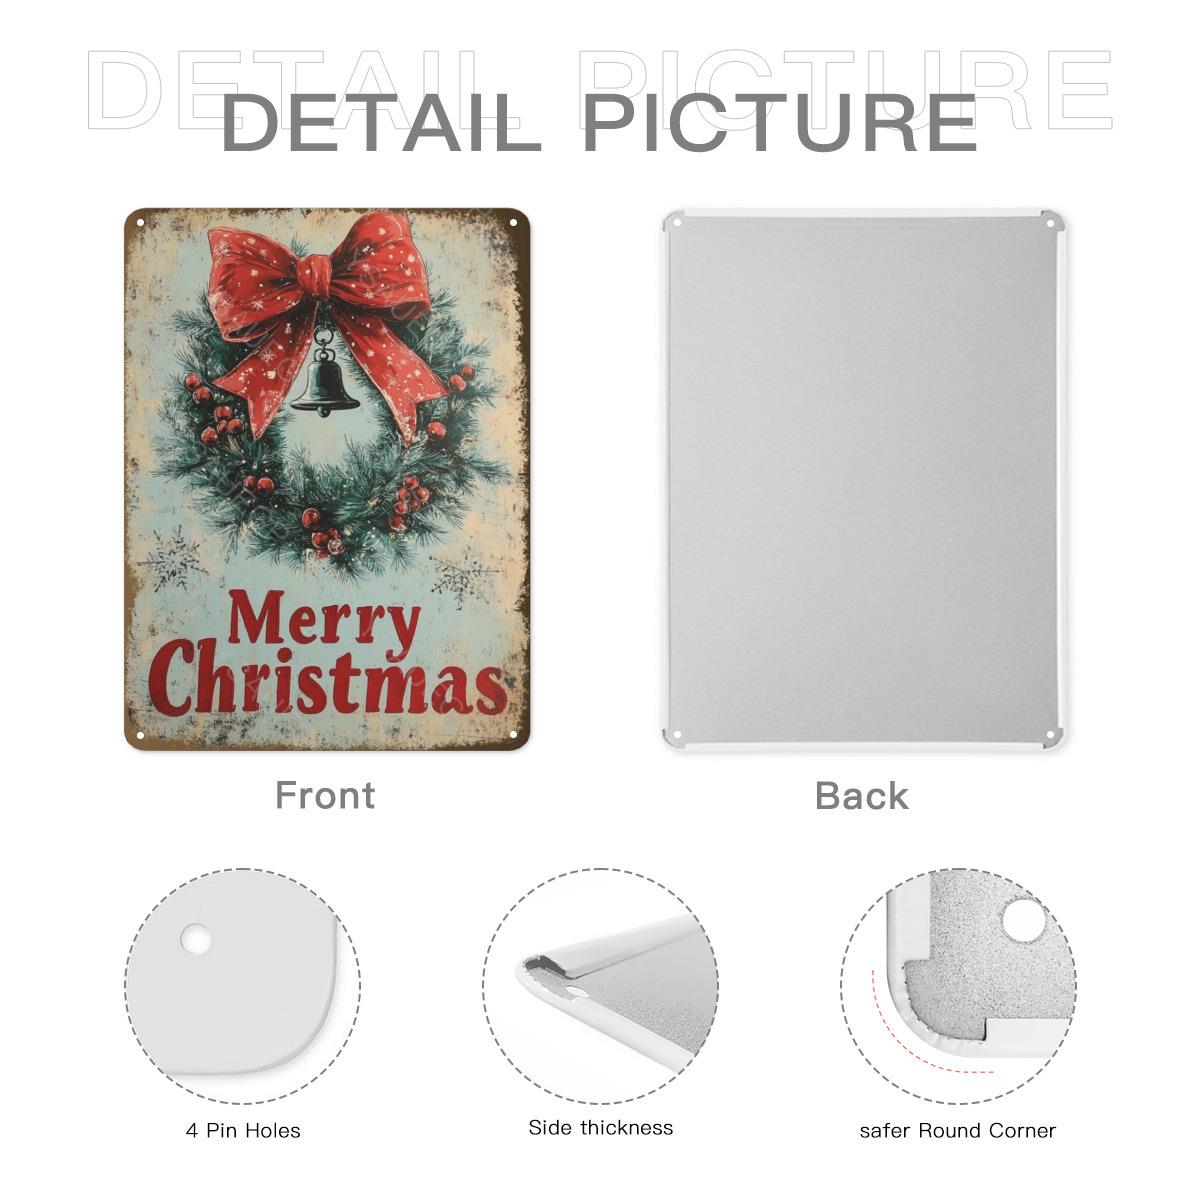 DETAIL PICTURE
DETAIL PICTURE
Merry
Christmas
Front
Back
4 Pin Holes
Side thickness
safer Round Corner